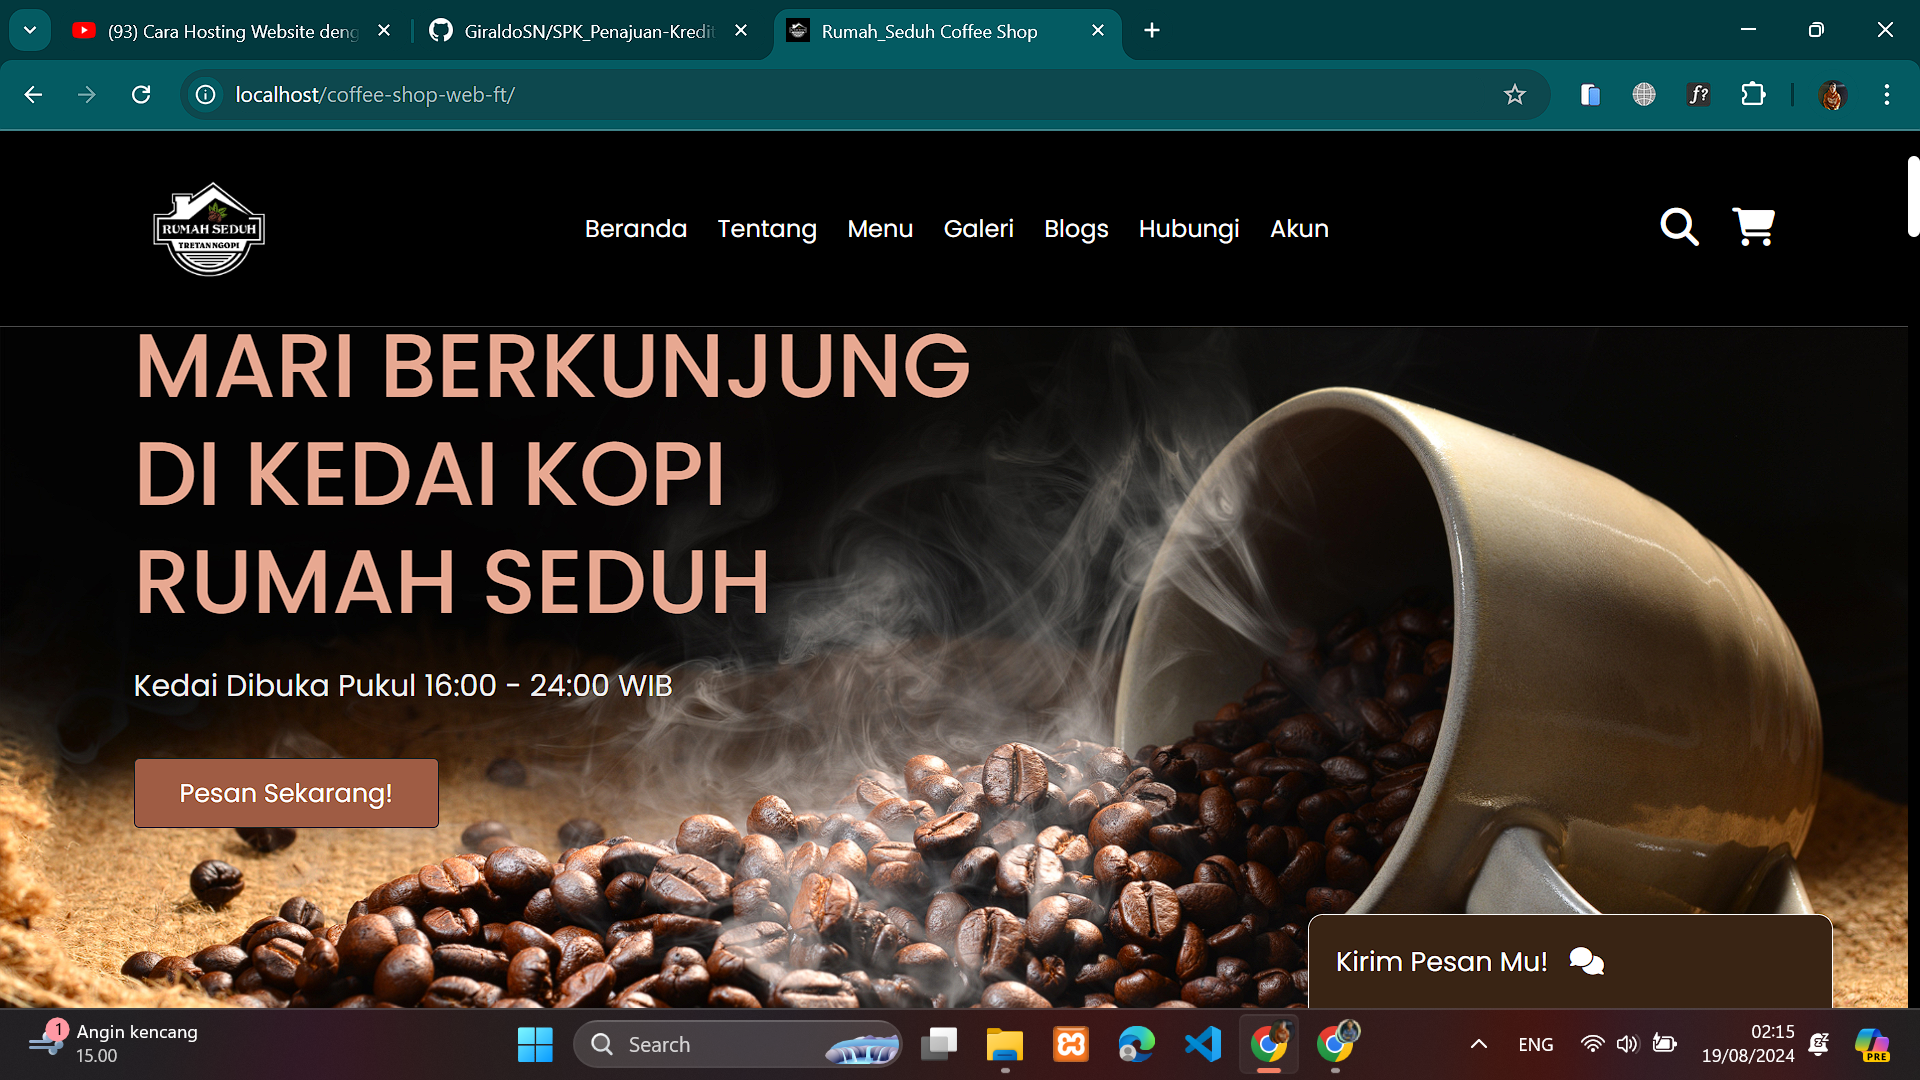 (93) Cara Hosting Website deng
GiraldoSN/SPK_Penajuan-Kredit
Rumah_Seduh Coffee Shop
localhost/coffee-shop-web-ft/
f?
RUMAH SEDUH
TRETAN NGOPI
Beranda
Tentang
Menu
Galeri
Blogs
Hubungi
Akun
MARI BERKUNJUNG
DI KEDAI KOPI
RUMAH SEDUH
Kedai Dibuka Pukul 16:00 - 24:00 WIB
Pesan Sekarang!
Kirim Pesan Mu!
1
Angin kencang
15.00
Search
ENG
02:15
19/08/2024
PRE